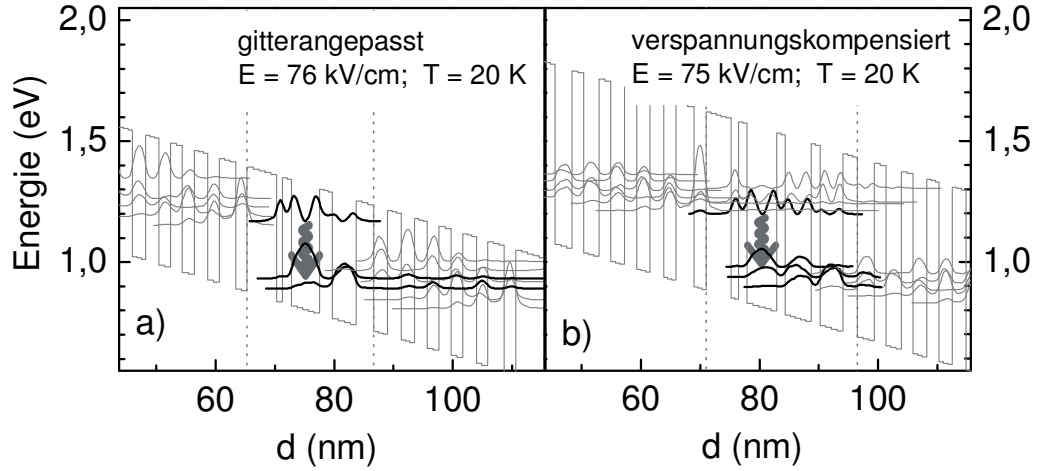 2,0
1,5
1,0
Energie (eV)
gitterangepasst
E = 76 kV/cm; T = 20 K
a)
60
80
100
d (nm)
verspannungskompensiert
E = 75 kV/cm; T = 20 K
b)
60
80
100
d (nm)
2,0
1,5
1,0